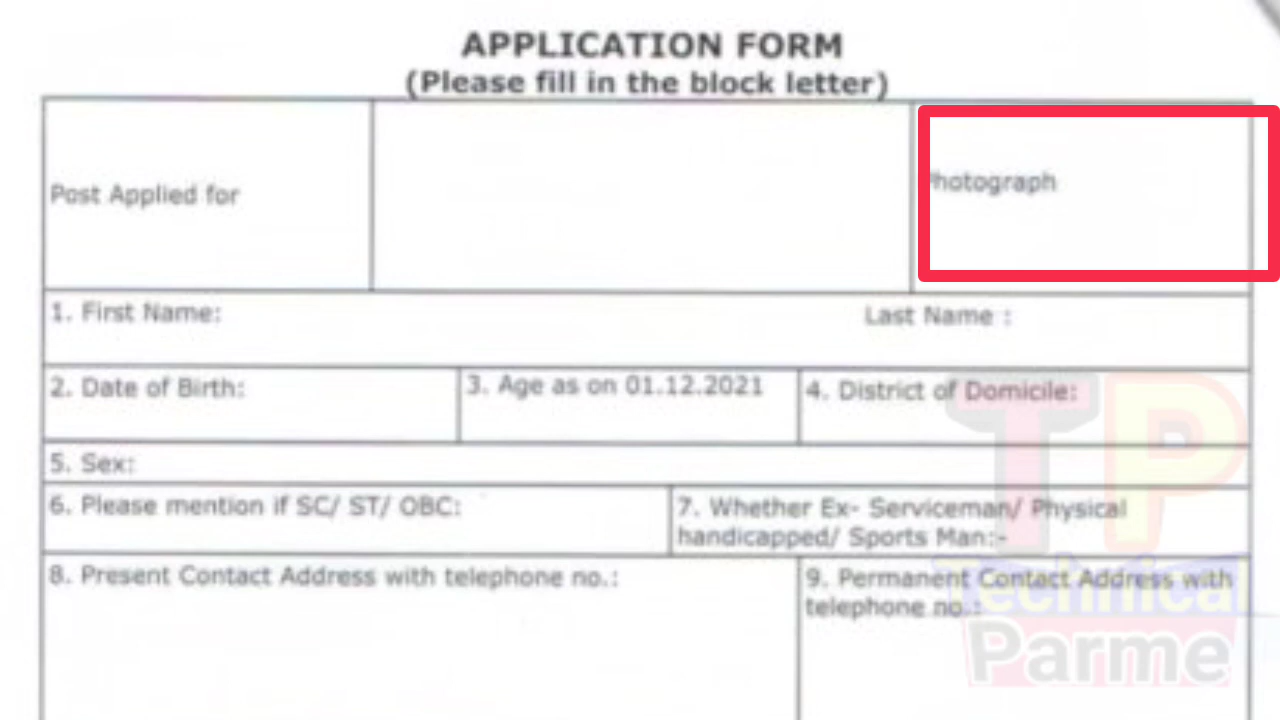 APPLICATION FORM
(Please fill in the block letter)
Post Applied for
Photograph
1. First Name:
Last Name :
2. Date of Birth:
3. Age as on 01.12.2021
4. District of Domicile:
5. Sex:
6. Please mention if SC/ ST/ OBC:
7. Whether Ex- Serviceman/ Physical
handicapped/ Sports Man:-
8. Present Contact Address with telephone no.:
9. Permanent Contact Address with
telephone no.:
TP
Technical
Parme